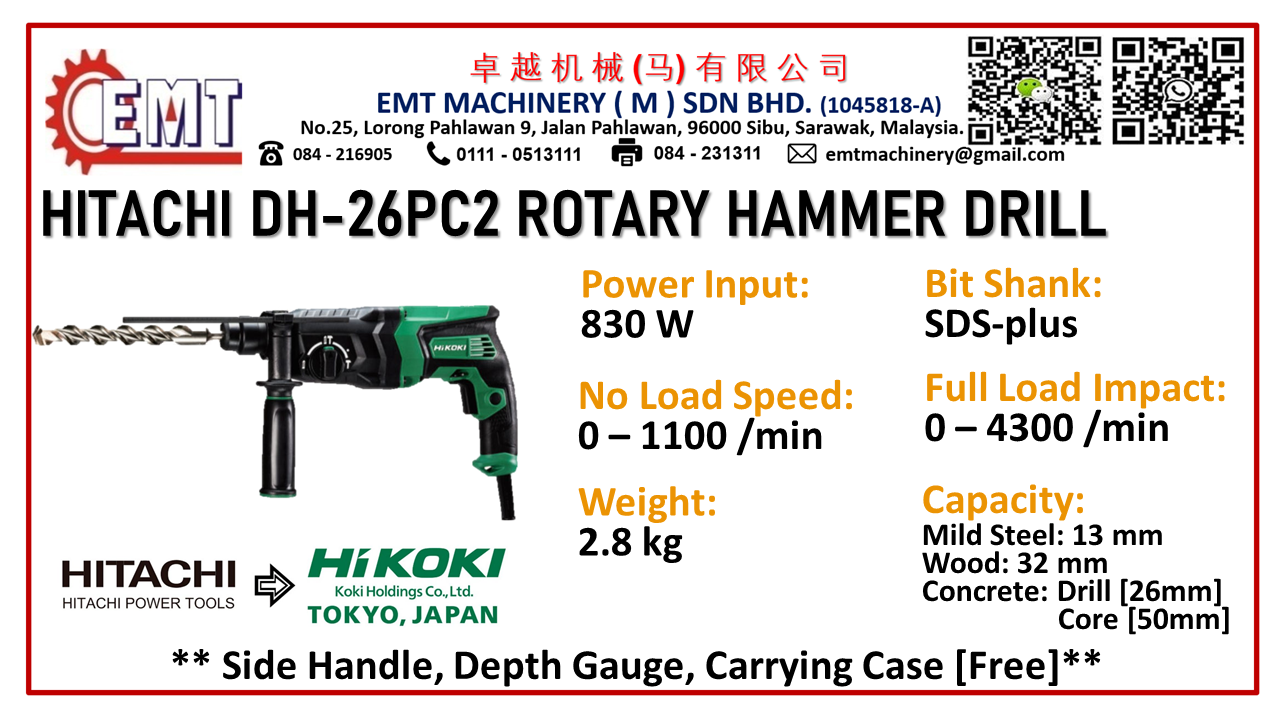 EMT
卓越机械(马)有限公司
EMT MACHINERY ( M ) SDN BHD. (1045818-A)
No.25, Lorong Pahlawan 9, Jalan Pahlawan, 96000 Sibu, Sarawak, Malaysia.
084 - 216905 0111 - 0513111 084 - 231311 emtmachinery@gmail.com
HITACHI DH-26PC2 ROTARY HAMMER DRILL
Power Input:
830 W
Bit Shank:
SDS-plus
No Load Speed:
0 – 1100 /min
Full Load Impact:
0 – 4300 /min
Weight:
2.8 kg
Capacity:
Mild Steel: 13 mm
Wood: 32 mm
Concrete: Drill [26mm]
Core [50mm]
HiKOKI
HITACHI
HITACHI POWER TOOLS
HiKOKI
Koki Holdings Co., Ltd.
TOKYO, JAPAN
** Side Handle, Depth Gauge, Carrying Case [Free]**